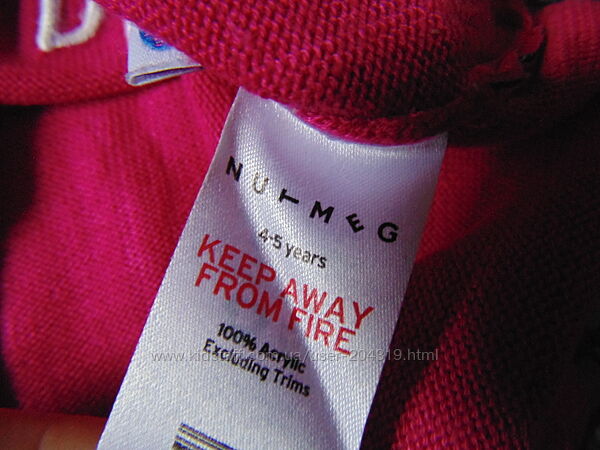 D
NUTMEG
4-5 years
KEEP AWAY
FROM FIRE
100% Acrylic
Excluding Trims